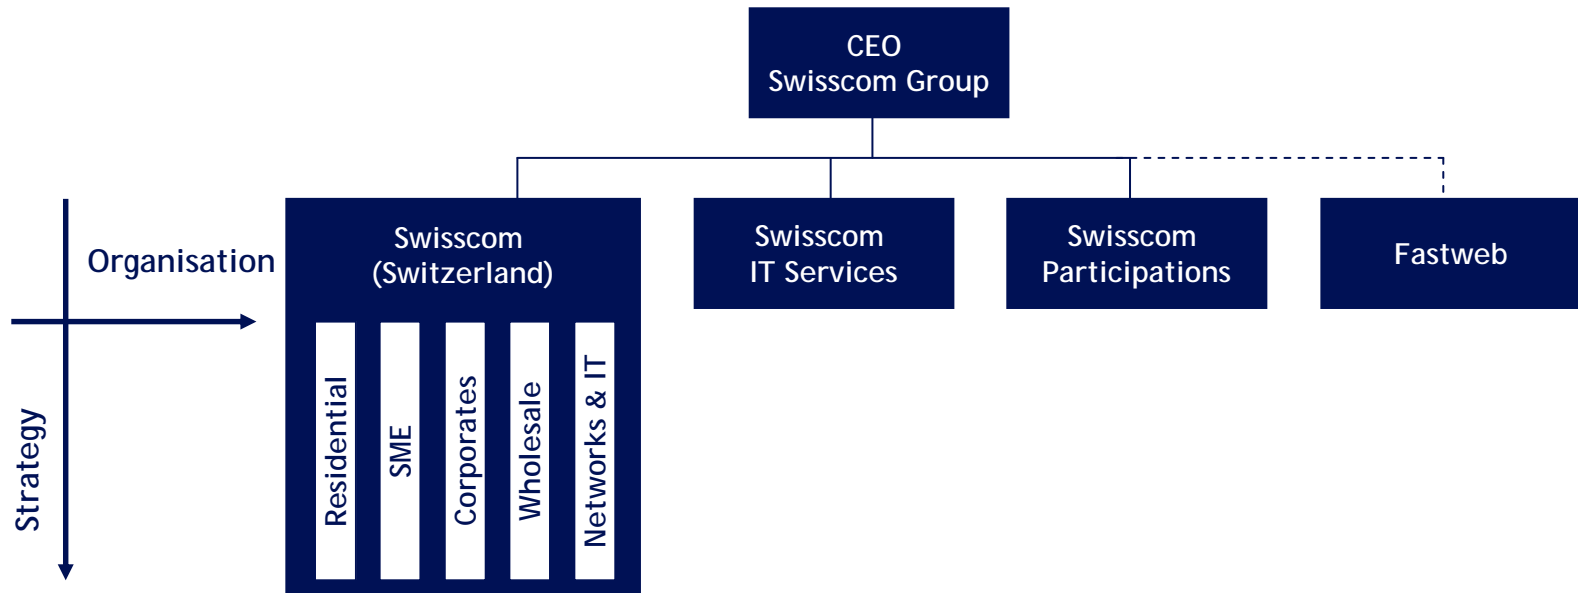 CEO
Swisscom Group
Organisation
Strategy
Swisscom
(Switzerland)
Residential
SME
Corporates
Wholesale
Networks & IT
Swisscom
IT Services
Swisscom
Participations
Fastweb